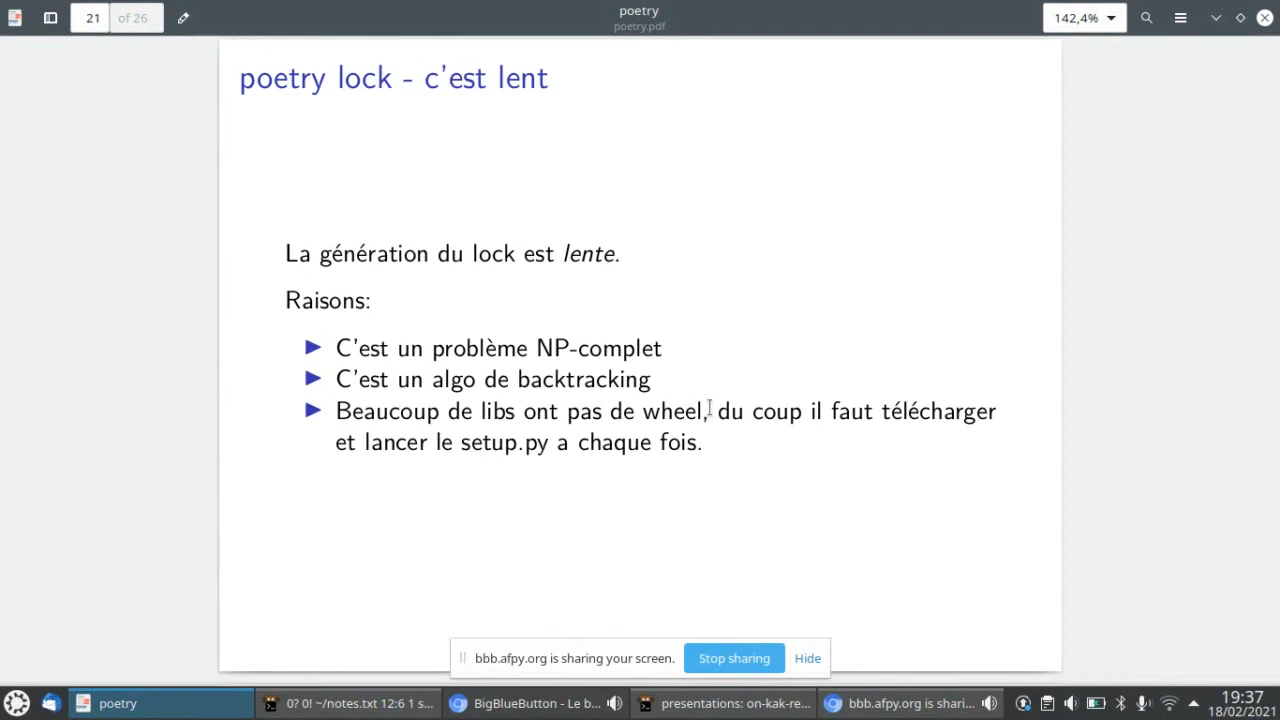 21 of 26
poetry
poetry.pdf
142,4%
poetry lock - c'est lent
La génération du lock est lente.
Raisons:
C'est un problème NP-complet
C'est un algo de backtracking
Beaucoup de libs ont pas de wheel, du coup il faut télécharger
et lancer le setup.py a chaque fois.
bbb.afpy.org is sharing your screen. Stop sharing Hide
poetry
0? 0! ~/notes.txt 12:6 1 s...
BigBlueButton - Le b...
presentations: on-kak-re...
bbb.afpy.org is shari...
19:37
18/02/2021